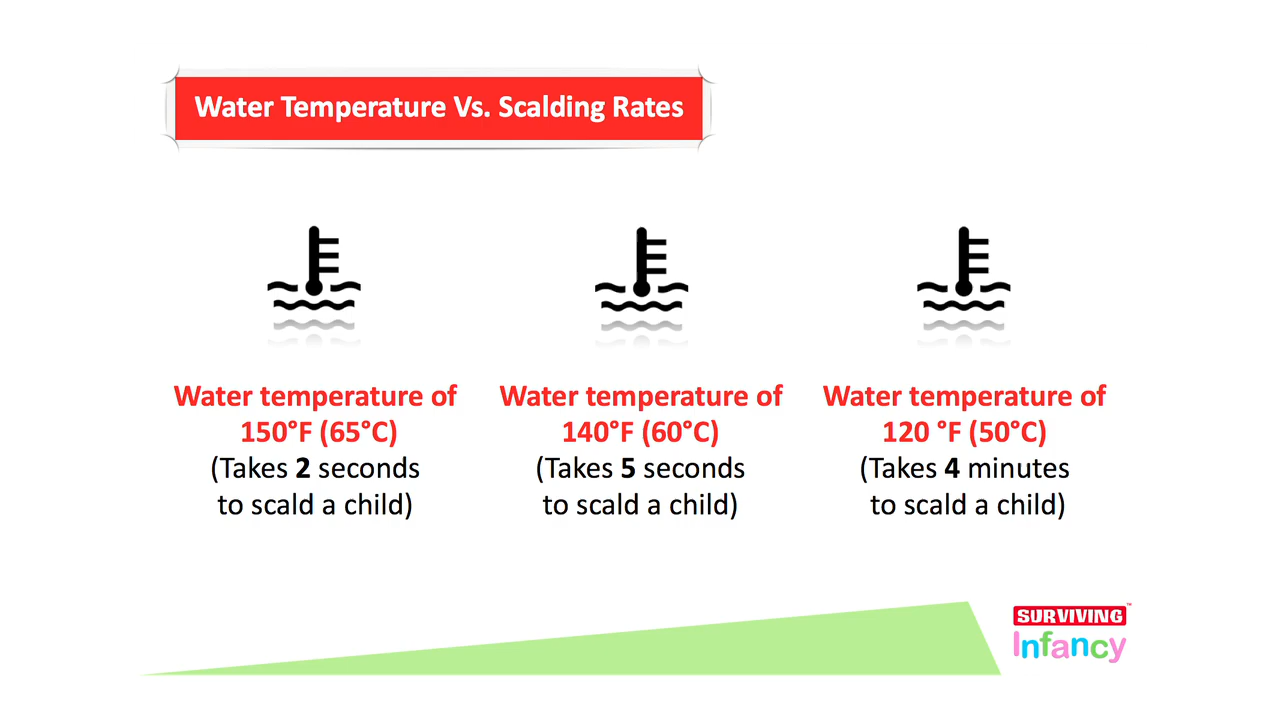 Water Temperature Vs. Scalding Rates
Water temperature of
150°F (65°C)
(Takes 2 seconds
to scald a child)
Water temperature of
140°F (60°C)
(Takes 5 seconds
to scald a child)
Water temperature of
120 °F (50°C)
(Takes 4 minutes
to scald a child)
SURVIVING™
Infancy